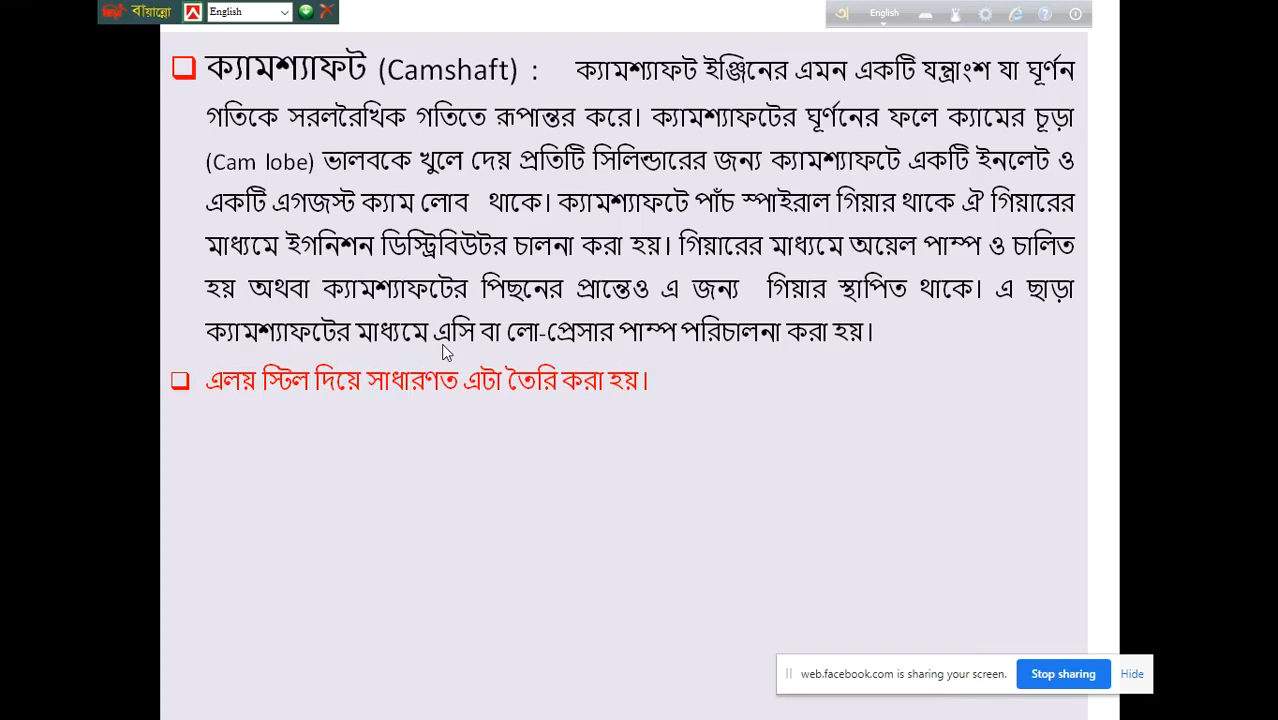 বায়ান্নো English English
ক্যামশ্যাফট (Camshaft) : ক্যামশ্যাফট ইঞ্জিনের এমন একটি যন্ত্রাংশ যা ঘূর্ণন
গতিকে সরলরৈখিক গতিতে রূপান্তর করে। ক্যামশ্যাফটের ঘূর্ণনের ফলে ক্যামের চূড়া
(Cam lobe) ভালবকে খুলে দেয় প্রতিটি সিলিন্ডারের জন্য ক্যামশ্যাফটে একটি ইনলেট ও
একটি এগজস্ট ক্যাম লোব থাকে। ক্যামশ্যাফটে পাঁচ স্পাইরাল গিয়ার থাকে ঐ গিয়ারের
মাধ্যমে ইগনিশন ডিস্ট্রিবিউটর চালনা করা হয়। গিয়ারের মাধ্যমে অয়েল পাম্প ও চালিত
হয় অথবা ক্যামশ্যাফটের পিছনের প্রান্তেও এ জন্য গিয়ার স্থাপিত থাকে। এ ছাড়া
ক্যামশ্যাফটের মাধ্যমে এসি বা লো-প্রেসার পাম্প পরিচালনা করা হয়।
এলয় স্টিল দিয়ে সাধারণত এটা তৈরি করা হয়।
web.facebook.com is sharing your screen. Stop sharing Hide